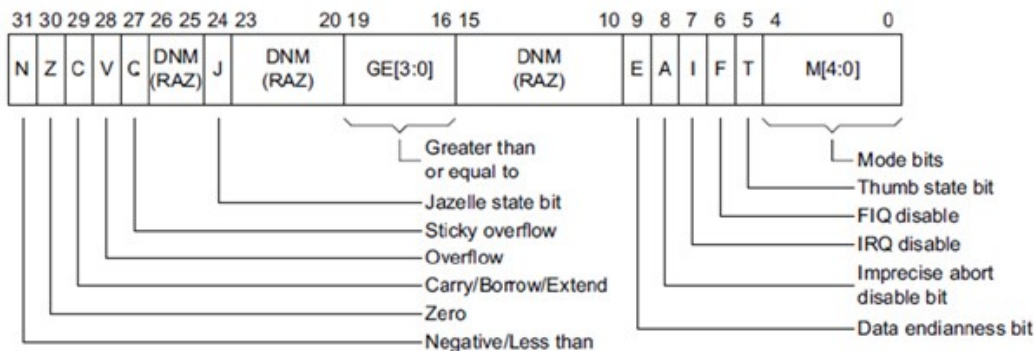 31 30 29 28 27 26 25 24 23 20 19 16 15 10 9 8 7 6 5 4 0
N Z C V Q DNM (RAZ) J DNM (RAZ) GE[3:0] DNM (RAZ) E A I F T M[4:0]
Greater than
or equal to
Jazelle state bit
Sticky overflow
Overflow
Carry/Borrow/Extend
Zero
Negative/Less than
Mode bits
Thumb state bit
FIQ disable
IRQ disable
Imprecise abort
disable bit
Data endianness bit